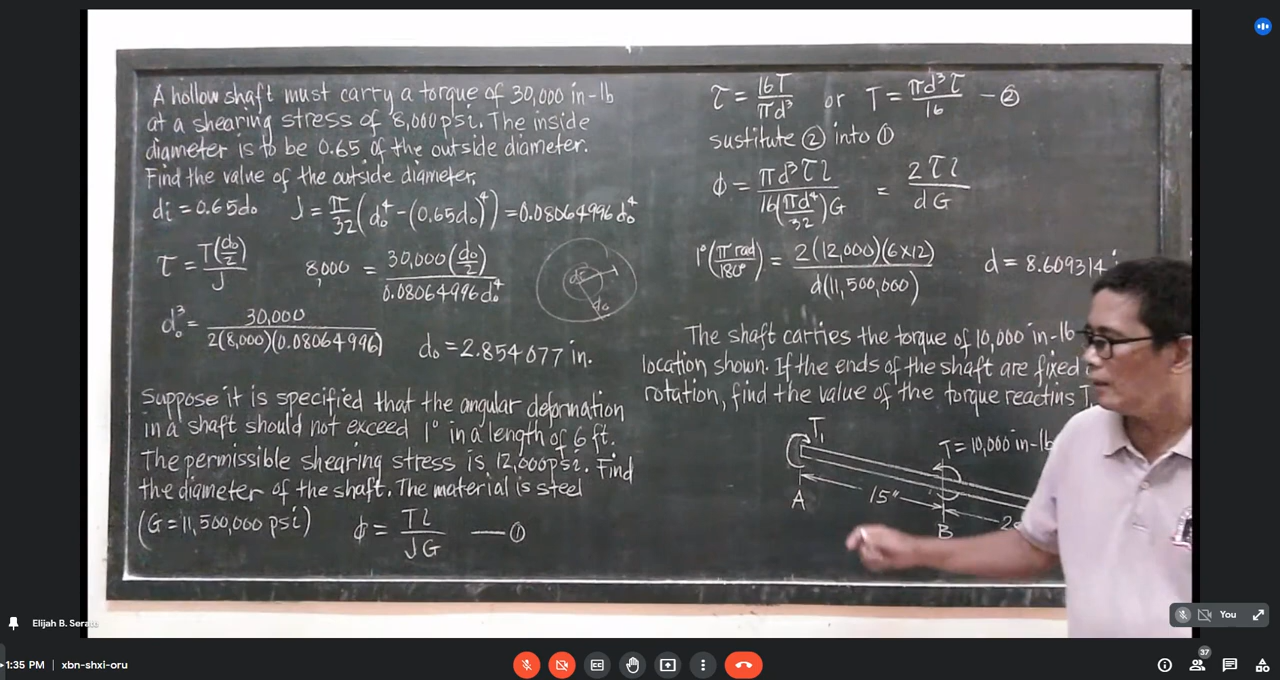 A hollow shaft must carry a torque of 30,000 in-lb
at a shearing stress of 8,000 psi. The inside
diameter is to be 0.65 of the outside diameter.
Find the value of the outside diameter.
di = 0.65do J = π/32 (do⁴ - (0.65do)⁴) = 0.08064996 do⁴
τ = T(do/2)/J 8,000 = 30,000(do/2)/0.08064996do⁴
di
do
do³ = 30,000/2(8,000)(0.08064996) do = 2.854077 in.
Suppose it is specified that the angular deformation
in a shaft should not exceed 1° in a length of 6 ft.
The permissible shearing stress is 12,000 psi. Find
the diameter of the shaft. The material is steel
(G = 11,500,000 psi) φ = Tl/JG — ①
τ = 16T/πd³ or T = πd³τ/16 — ②
sustitute ② into ①
φ = πd³τl/16(πd⁴/32)G = 2τl/dG
1°(π rad/180°) = 2(12,000)(6x12)/d(11,500,000) d = 8.609314
The shaft carries the torque of 10,000 in-lb
location shown. If the ends of the shaft are fixed
rotation, find the value of the torque reactins
T₁
T = 10,000 in-lb
15"
A
B
Elijah B. Serate
You
1:35 PM | xbn-shxi-oru
37